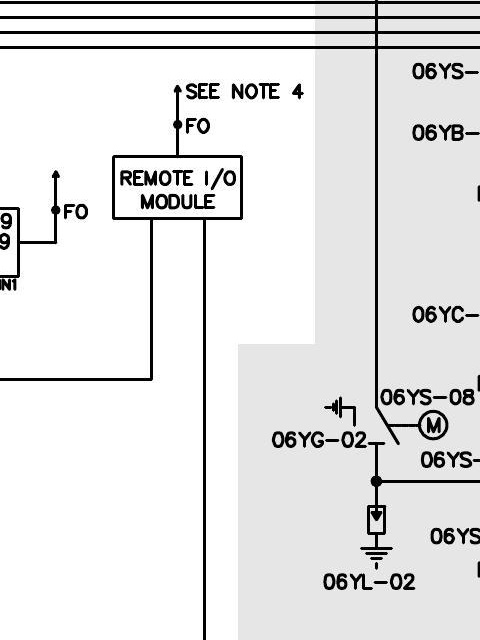 06YS-
SEE NOTE 4
FO
06YB-
REMOTE I/O
MODULE
9
9
FO
06YC-
06YS-08
M
06YG-02
06YS-
06YS
06YL-02